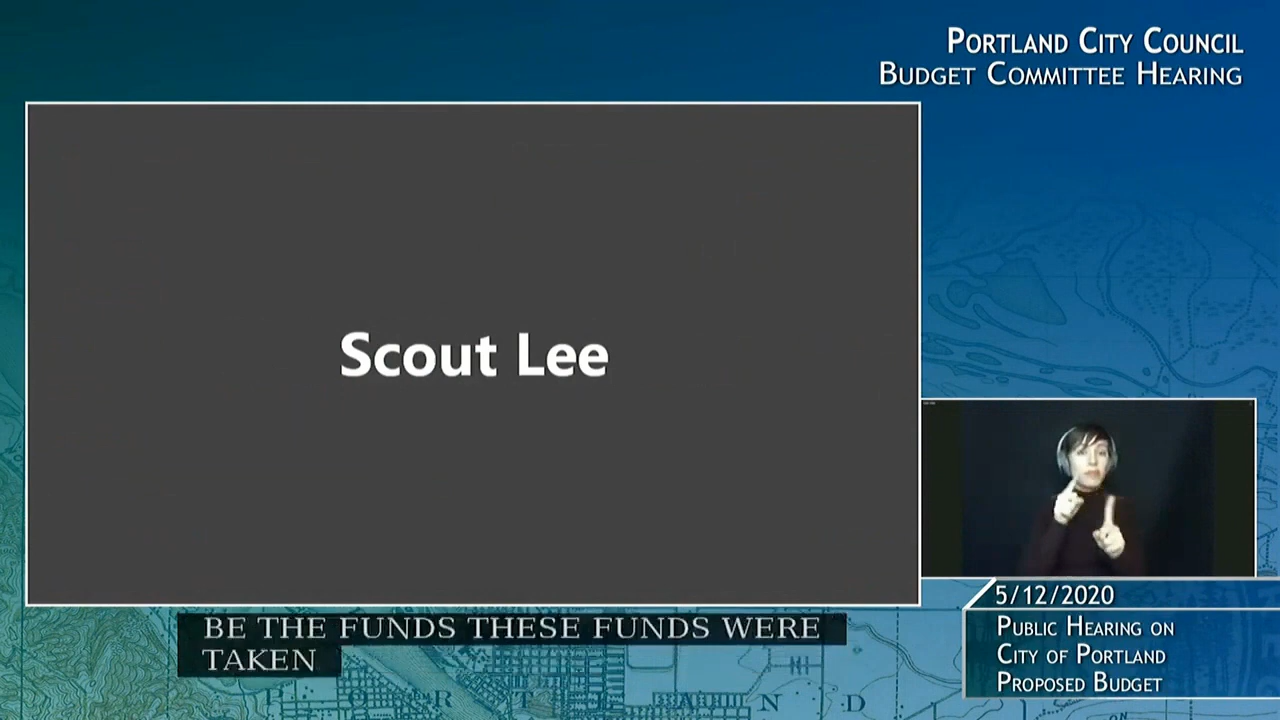 PORTLAND CITY COUNCIL
BUDGET COMMITTEE HEARING
Scout Lee
BE THE FUNDS THESE FUNDS WERE
TAKEN
5/12/2020
PUBLIC HEARING ON
CITY OF PORTLAND
PROPOSED BUDGET
P O R T L A N D